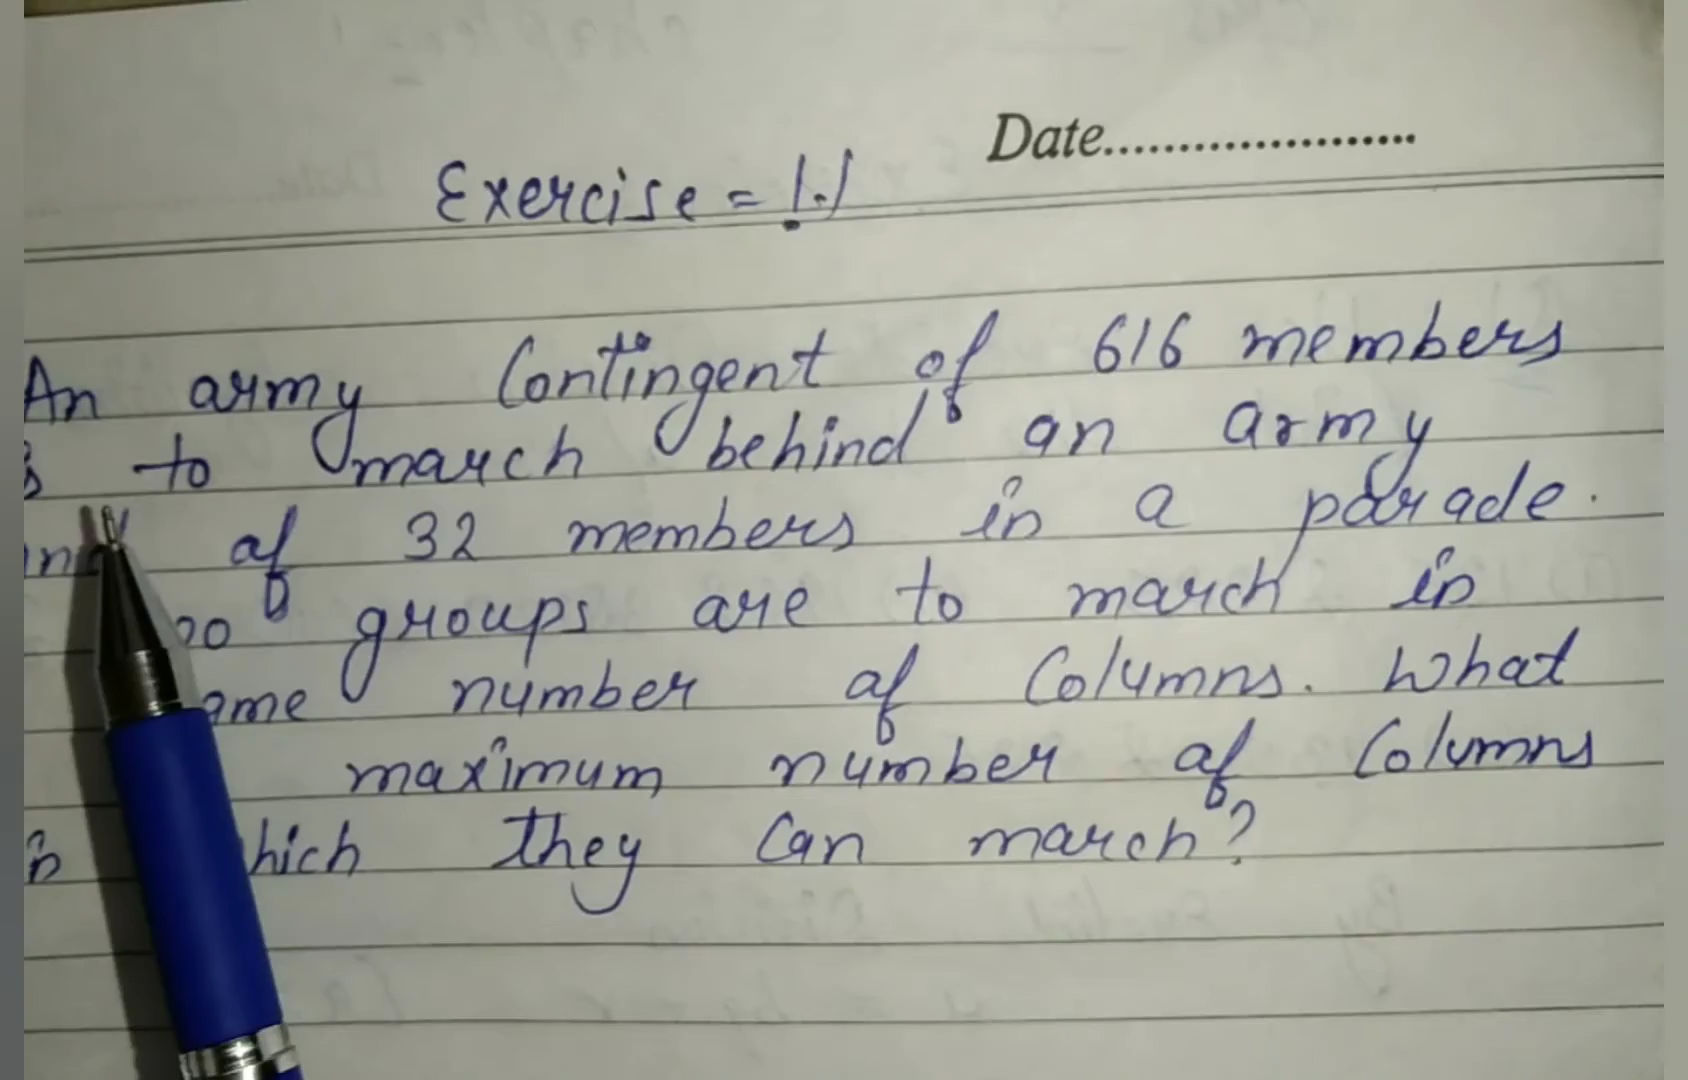 Date.....................
Exercise = 1.1
An army Contingent of 616 members
to march behind an army
of 32 members in a parade.
groups are to march in
number of Columns. What
maximum number of Columns
they can march?